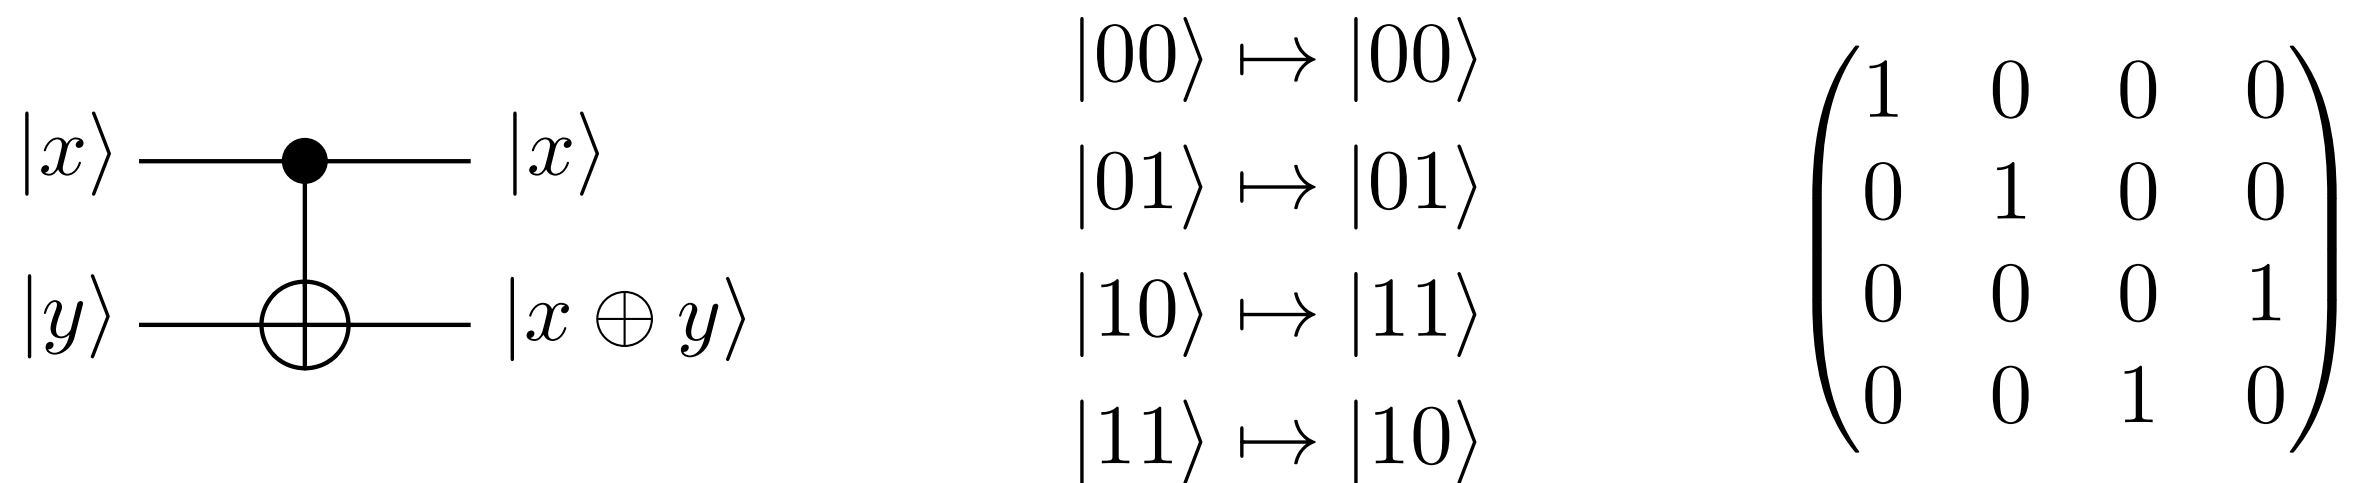 |x⟩ |x⟩
|y⟩ |x ⊕ y⟩
|00⟩ ↦ |00⟩
|01⟩ ↦ |01⟩
|10⟩ ↦ |11⟩
|11⟩ ↦ |10⟩
1 0 0 0
0 1 0 0
0 0 0 1
0 0 1 0